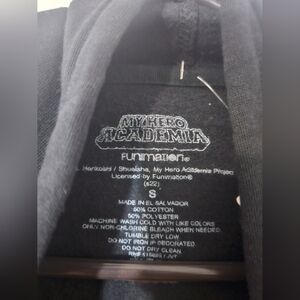 MY HERO
ACADEMIA
FUNIMATION®
Horikoshi / Shueisha, My Hero Academia Project
Licensed by Funimation®
(s22)
S
MADE IN EL SALVADOR
50% COTTON
50% POLYESTER
MACHINE WASH COLD WITH LIKE COLORS
ONLY NON-CHLORINE BLEACH WHEN NEEDED
TUMBLE DRY LOW
DO NOT IRON IF DECORATED
DO NOT DRY CLEAN